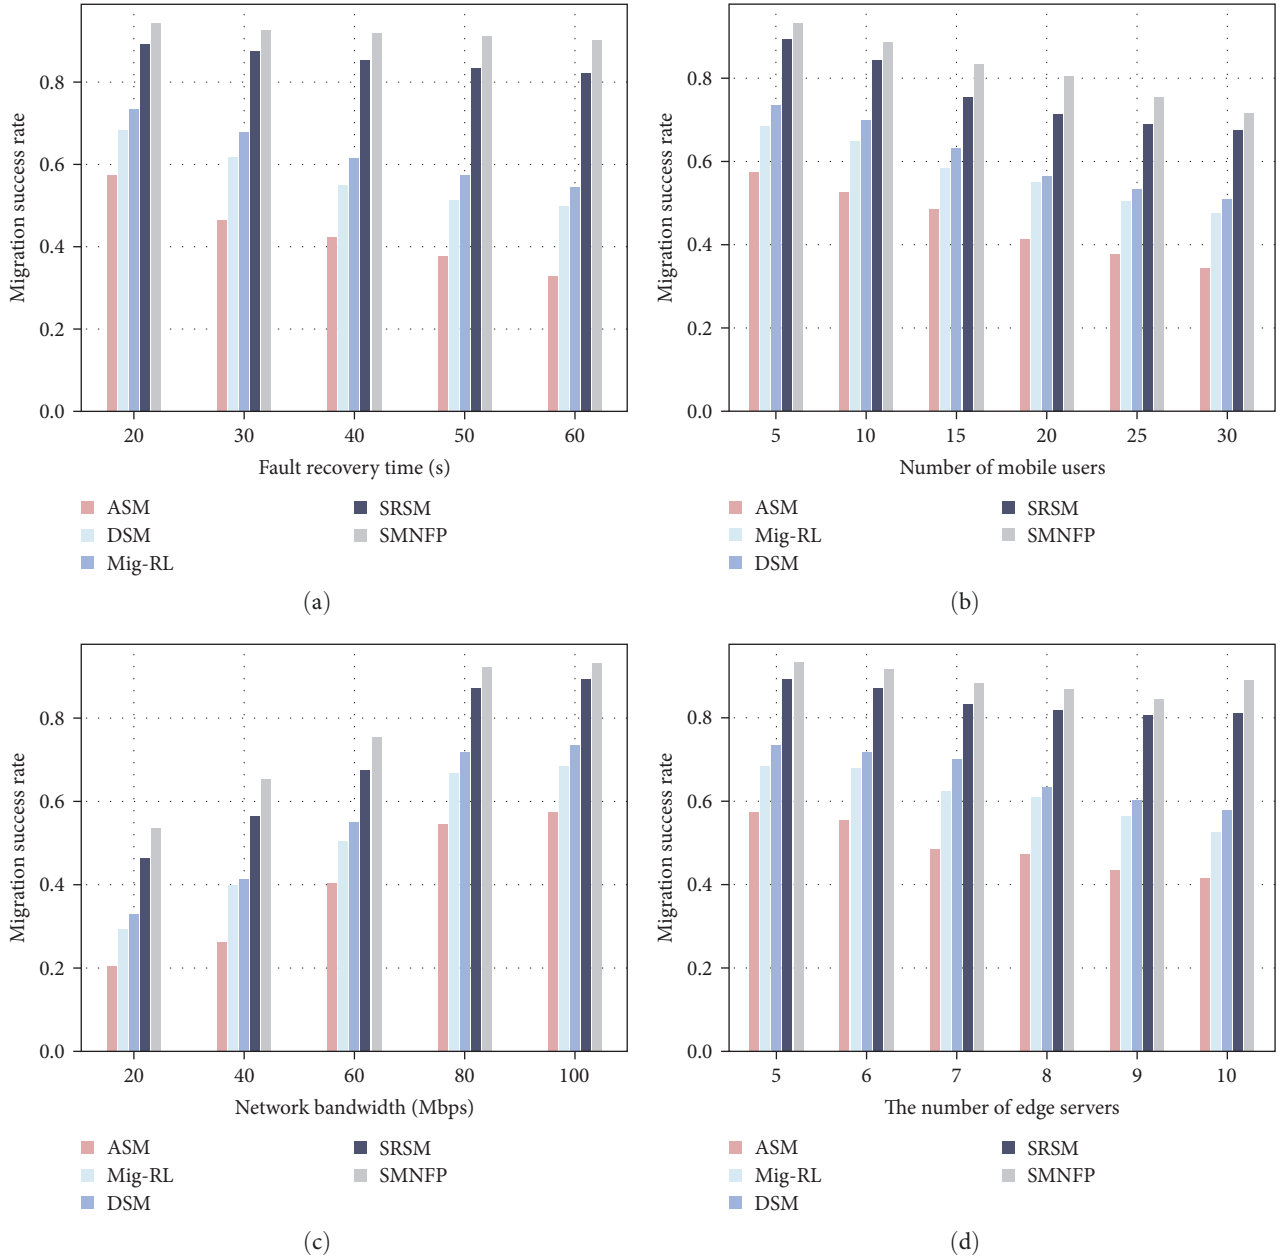 Migration success rate
0.8
0.6
0.4
0.2
0.0
20 30 40 50 60
Fault recovery time (s)
ASM
DSM
Mig-RL
SRSM
SMNFP
(a)
Migration success rate
0.8
0.6
0.4
0.2
0.0
5 10 15 20 25 30
Number of mobile users
ASM
Mig-RL
DSM
SRSM
SMNFP
(b)
Migration success rate
0.8
0.6
0.4
0.2
0.0
20 40 60 80 100
Network bandwidth (Mbps)
ASM
Mig-RL
DSM
SRSM
SMNFP
(c)
Migration success rate
0.8
0.6
0.4
0.2
0.0
5 6 7 8 9 10
The number of edge servers
ASM
Mig-RL
DSM
SRSM
SMNFP
(d)